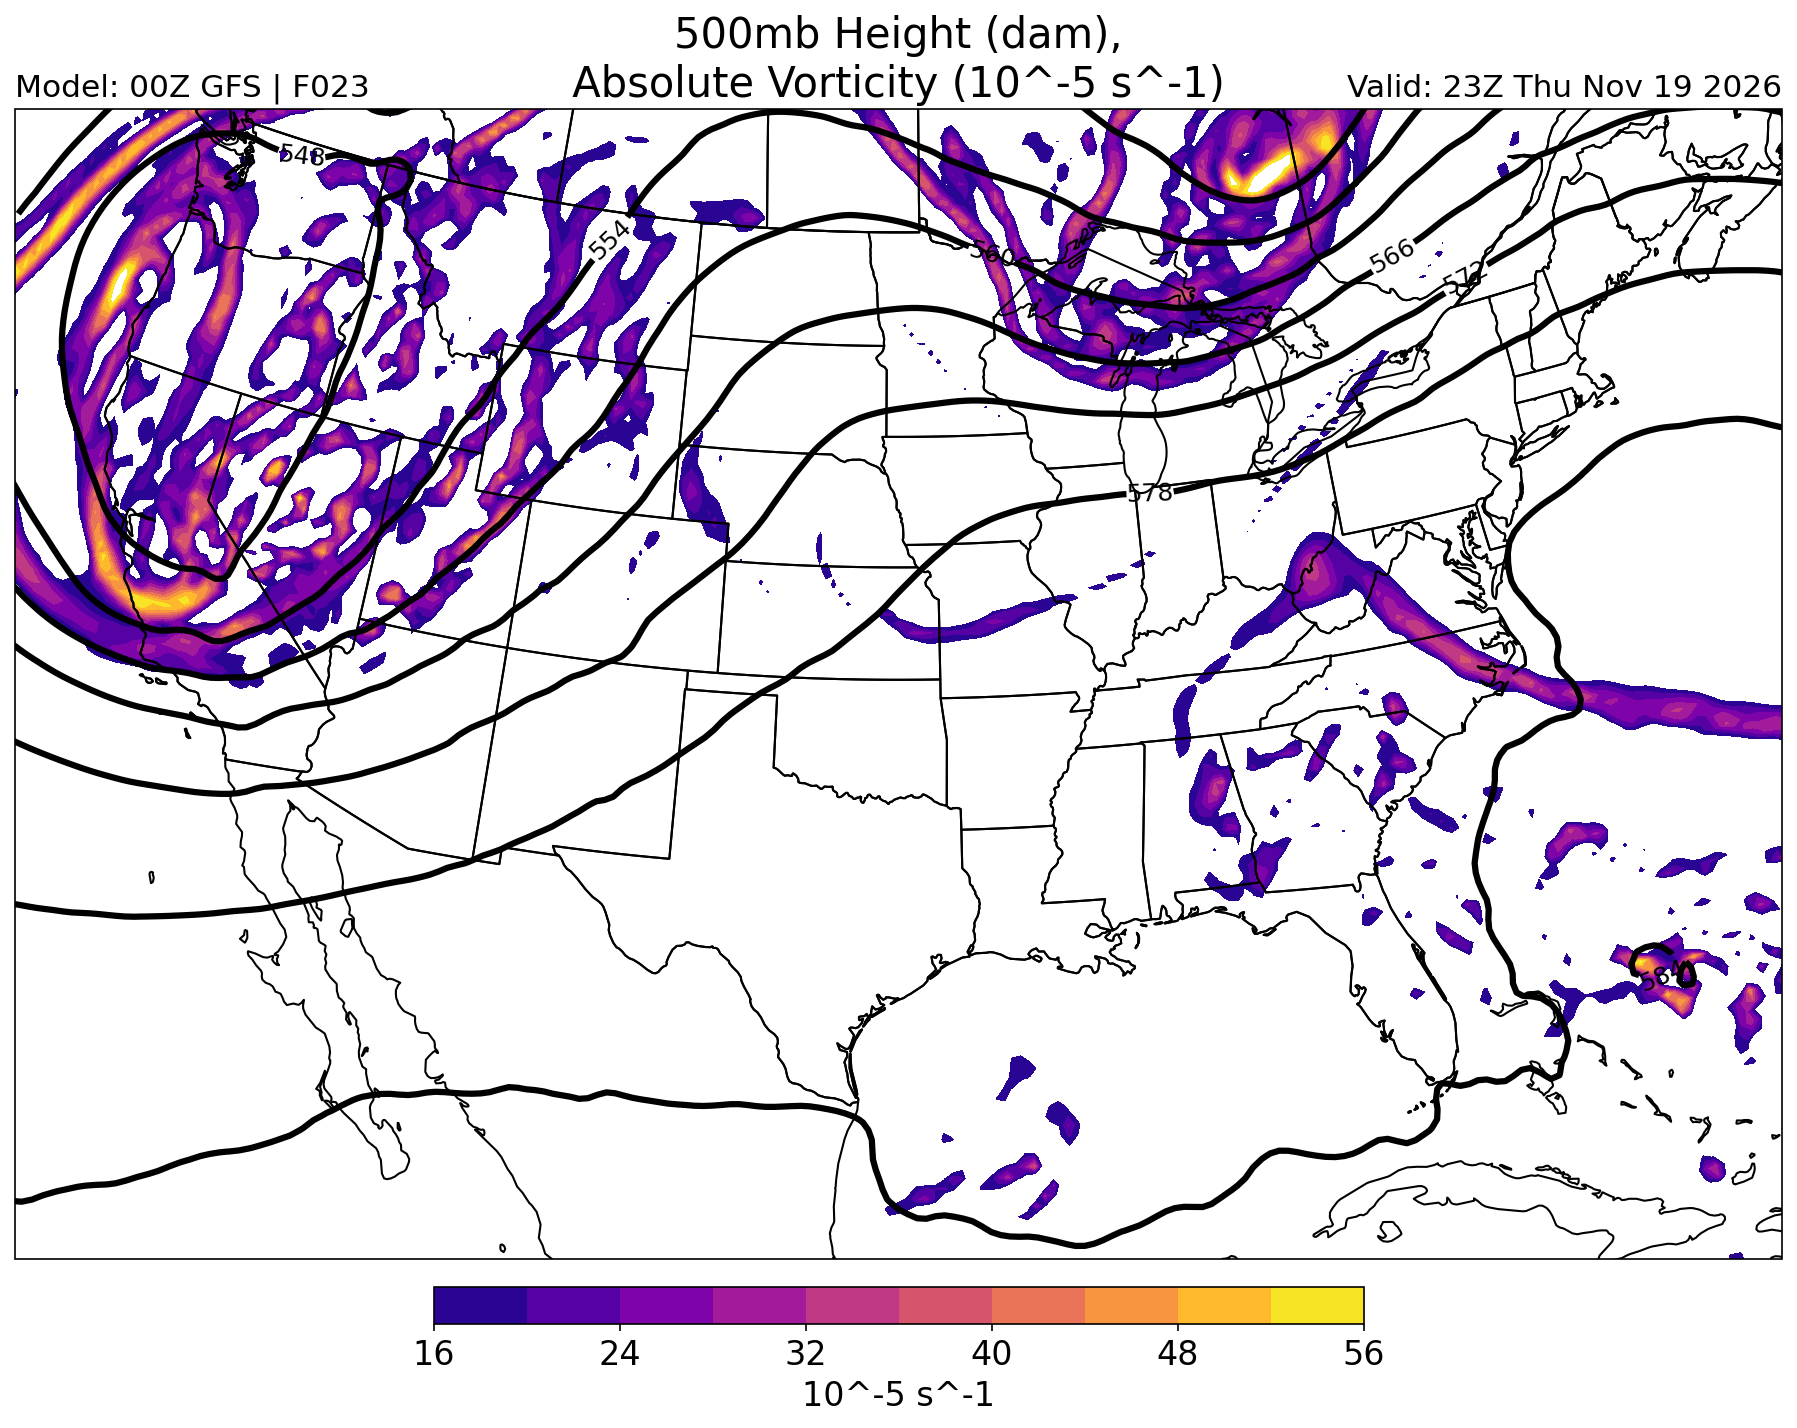 500mb Height (dam),
Model: 00Z GFS | F023
Absolute Vorticity (10^-5 s^-1)
Valid: 23Z Thu Nov 19 2026
548
554
560
566
572
578
584
16 24 32 40 48 56
10^-5 s^-1